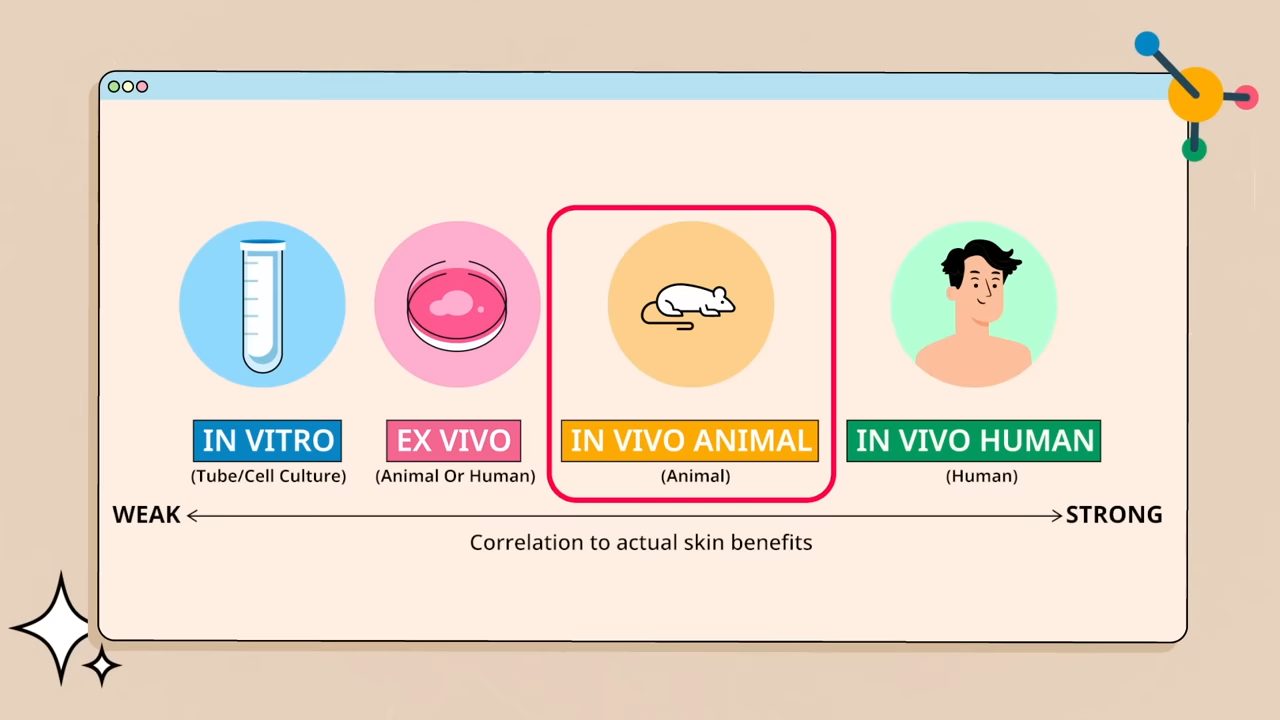 IN VITRO
(Tube/Cell Culture)
EX VIVO
(Animal Or Human)
IN VIVO ANIMAL
(Animal)
IN VIVO HUMAN
(Human)
WEAK
STRONG
Correlation to actual skin benefits